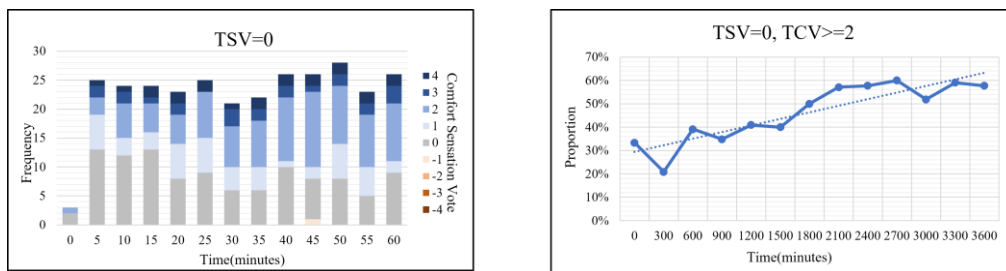 TSV=0
30
25
20
15
10
5
0
Frequency
0 5 10 15 20 25 30 35 40 45 50 55 60
Time(minutes)
4
3
2
1
0
-1
-2
-3
-4
Comfort Sensation Vote
TSV=0, TCV>=2
70%
60%
50%
40%
30%
20%
10%
0%
Proportion
0 300 600 900 1200 1500 1800 2100 2400 2700 3000 3300 3600
Time(minutes)